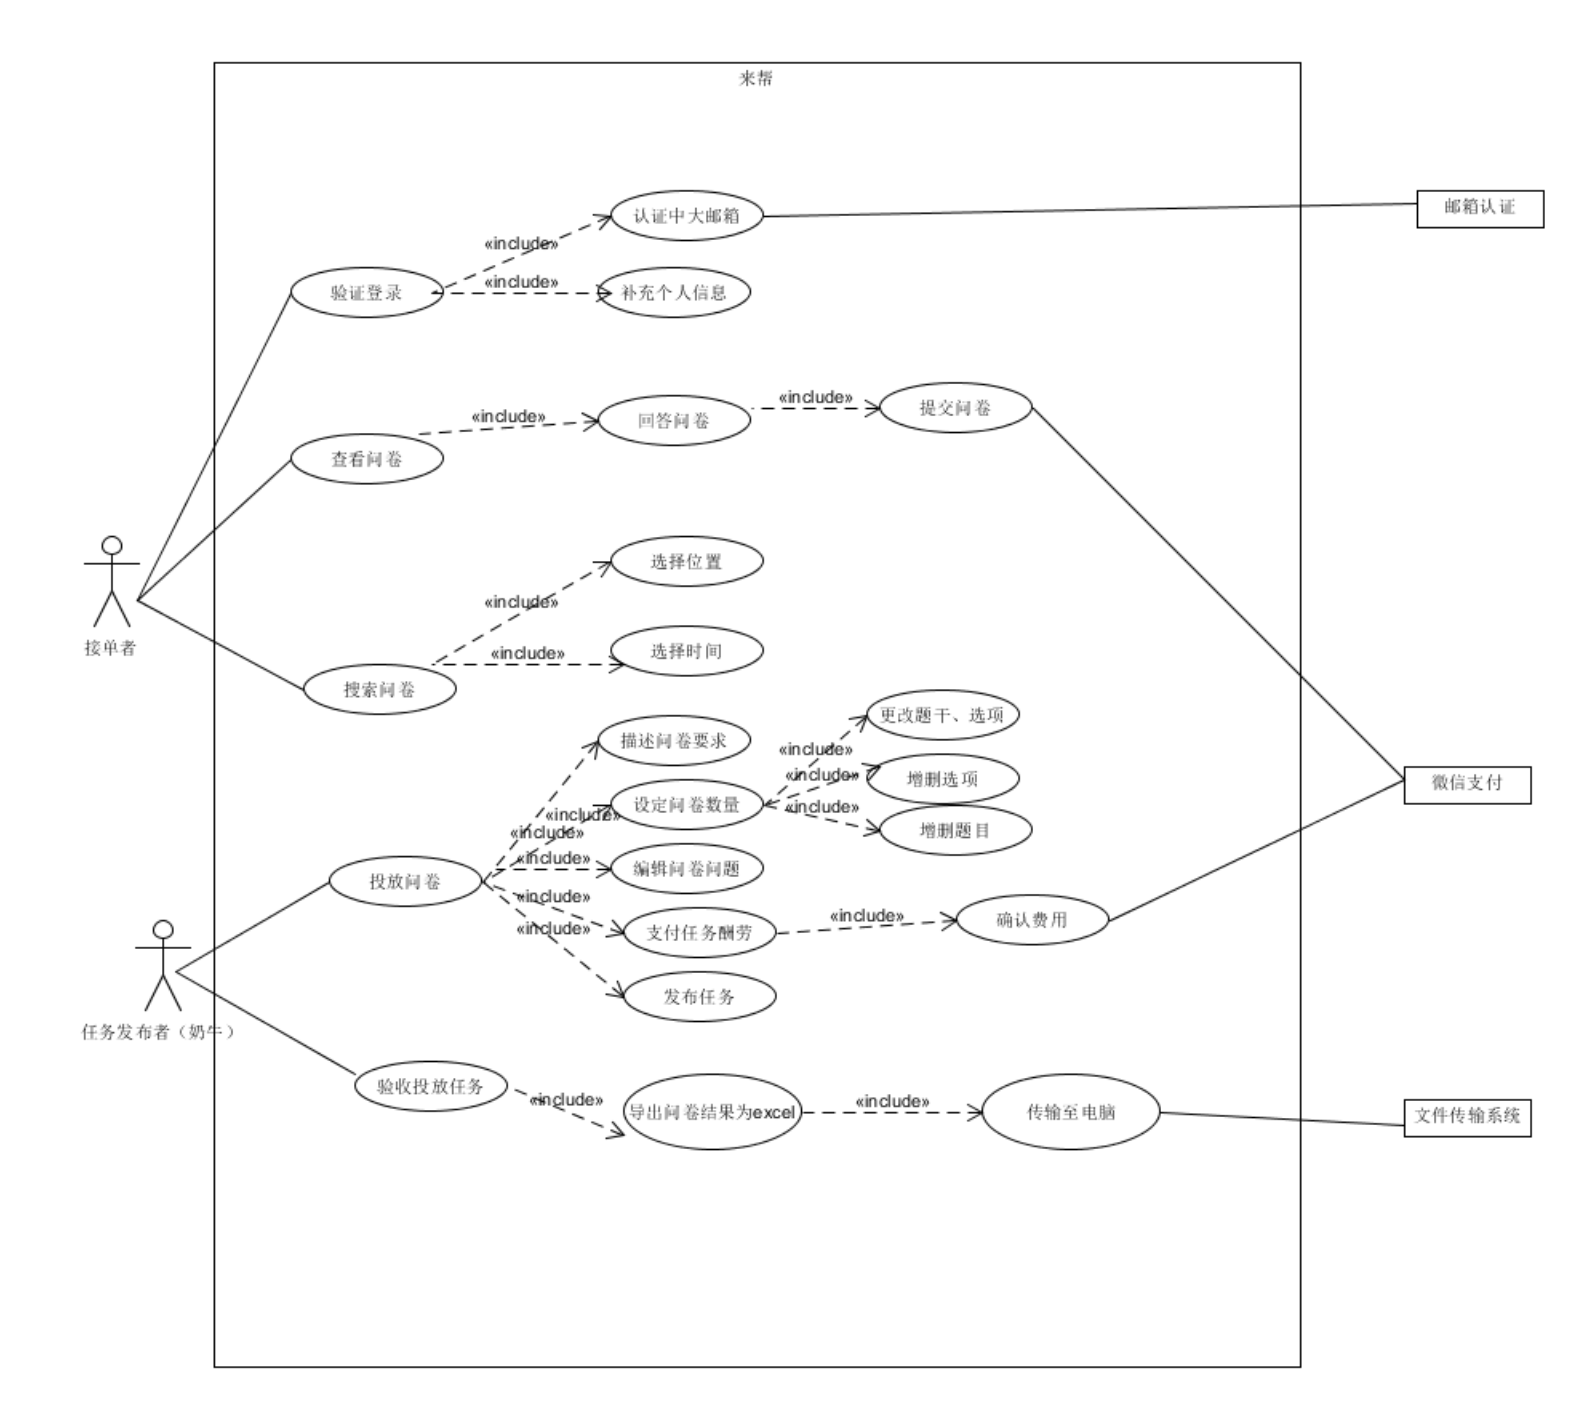 来帮
认证中大邮箱
邮箱认证
«include»
验证登录
«include»
补充个人信息
«include»
回答问卷
«include»
提交问卷
查看问卷
选择位置
«include»
接单者
«include»
选择时间
搜索问卷
更改题干、选项
描述问卷要求
«include»
«include»
增删选项
微信支付
设定问卷数量
«include»
增删题目
«include»
«include»
«include»
编辑问卷问题
投放问卷
«include»
支付任务酬劳
«include»
确认费用
«include»
发布任务
任务发布者（奶牛）
验收投放任务
«include»
导出问卷结果为excel
«include»
传输至电脑
文件传输系统